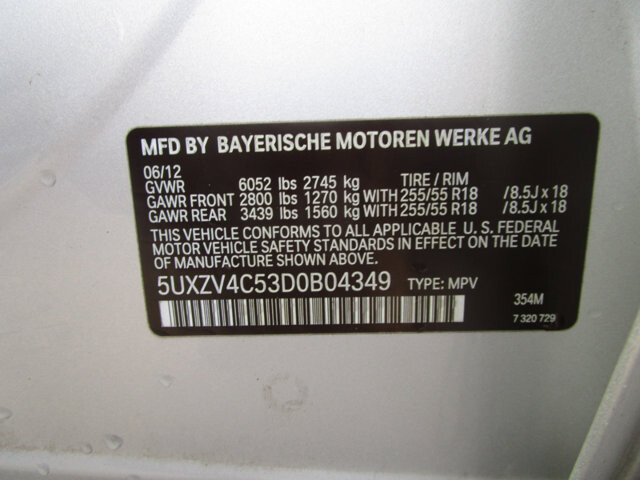 MFD BY BAYERISCHE MOTOREN WERKE AG
06/12 TIRE / RIM
GVWR 6052 lbs 2745 kg
GAWR FRONT 2800 lbs 1270 kg WITH 255/55 R18 /8.5J x 18
GAWR REAR 3439 lbs 1560 kg WITH 255/55 R18 /8.5J x 18
THIS VEHICLE CONFORMS TO ALL APPLICABLE U. S. FEDERAL
MOTOR VEHICLE SAFETY STANDARDS IN EFFECT ON THE DATE
OF MANUFACTURE SHOWN ABOVE.
5UXZV4C53D0B04349 TYPE: MPV
354M
7 320 729